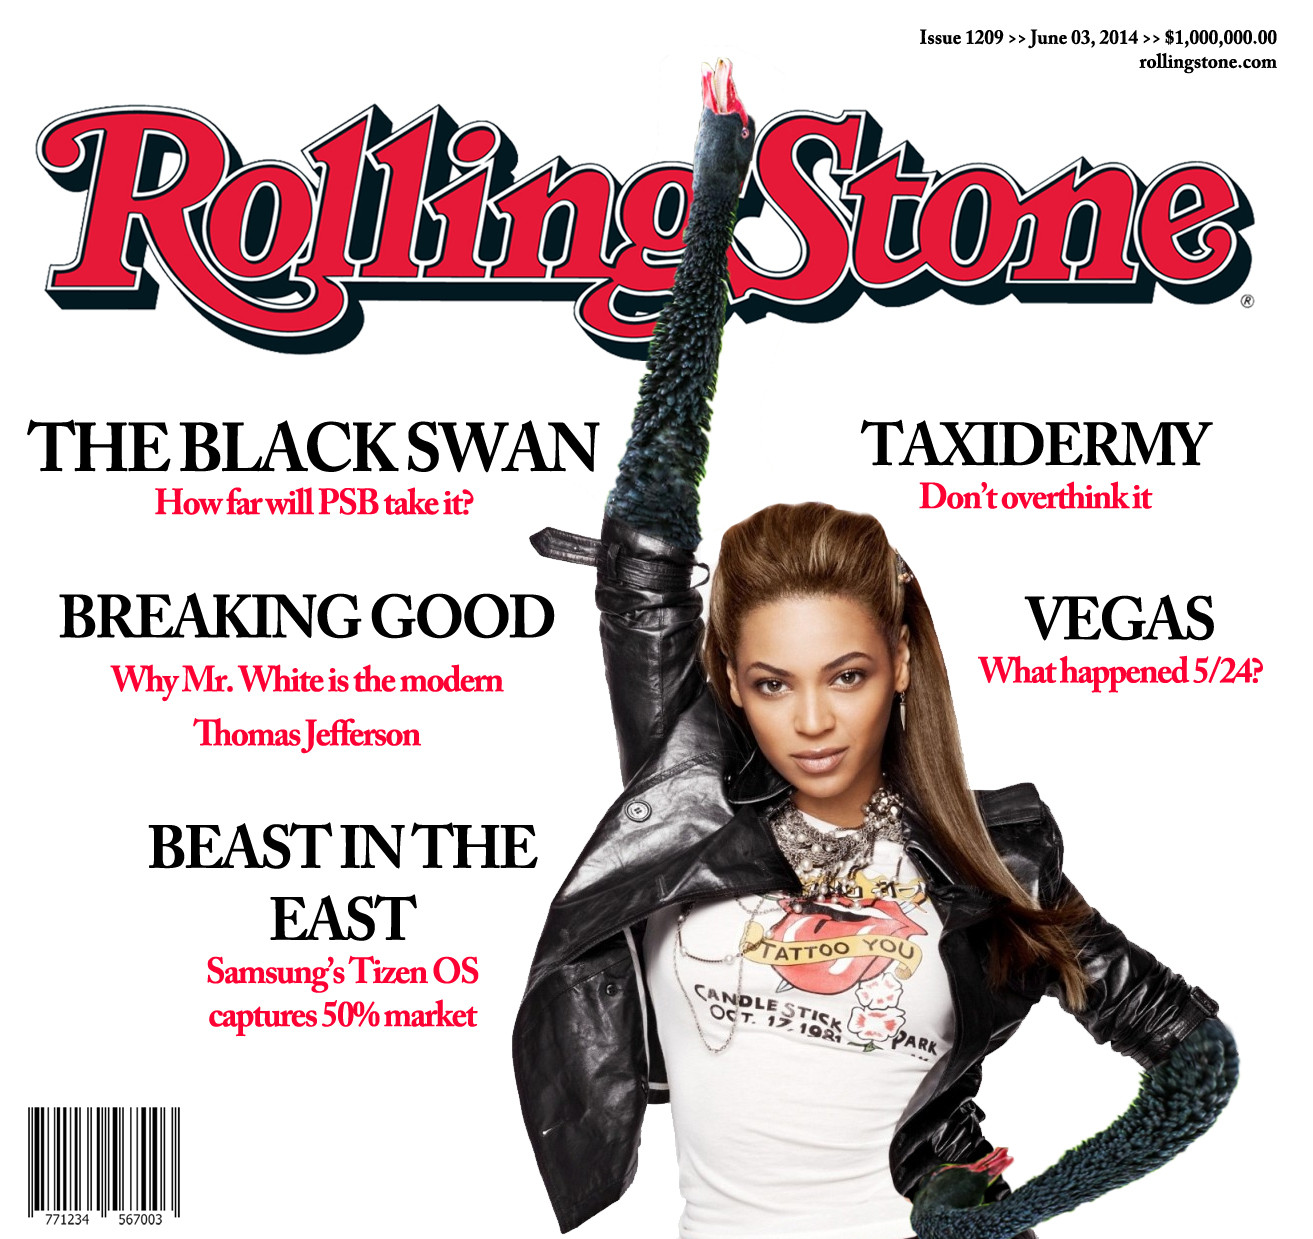 Issue 1209 >> June 03, 2014 >> $1,000,000.00
rollingstone.com
Rolling Stone
®
THE BLACK SWAN
How far will PSB take it?
TAXIDERMY
Don't overthink it
BREAKING GOOD
Why Mr. White is the modern
Thomas Jefferson
VEGAS
What happened 5/24?
BEAST IN THE
EAST
Samsung's Tizen OS
captures 50% market
TATTOO YOU
CANDLESTICK PARK
OCT. 17, 1981
771234 567003